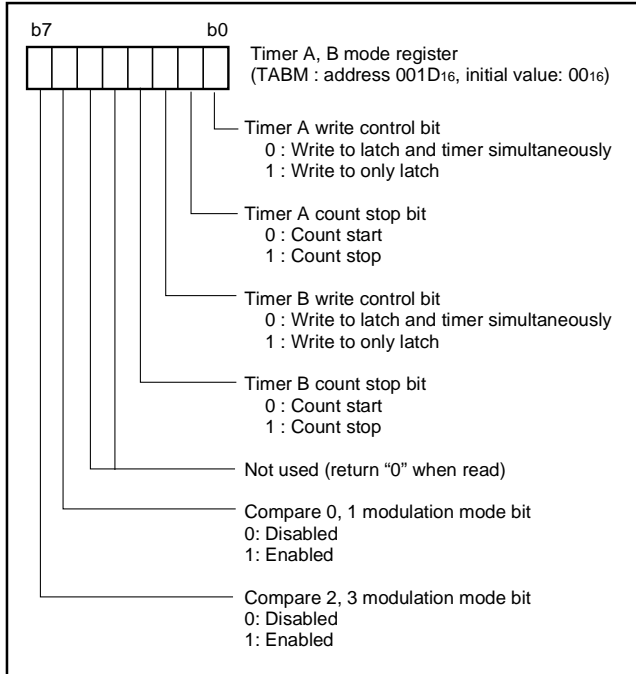 b7 b0
Timer A, B mode register
(TABM : address 001D16, initial value: 0016)
Timer A write control bit
0 : Write to latch and timer simultaneously
1 : Write to only latch
Timer A count stop bit
0 : Count start
1 : Count stop
Timer B write control bit
0 : Write to latch and timer simultaneously
1 : Write to only latch
Timer B count stop bit
0 : Count start
1 : Count stop
Not used (return “0” when read)
Compare 0, 1 modulation mode bit
0: Disabled
1: Enabled
Compare 2, 3 modulation mode bit
0: Disabled
1: Enabled